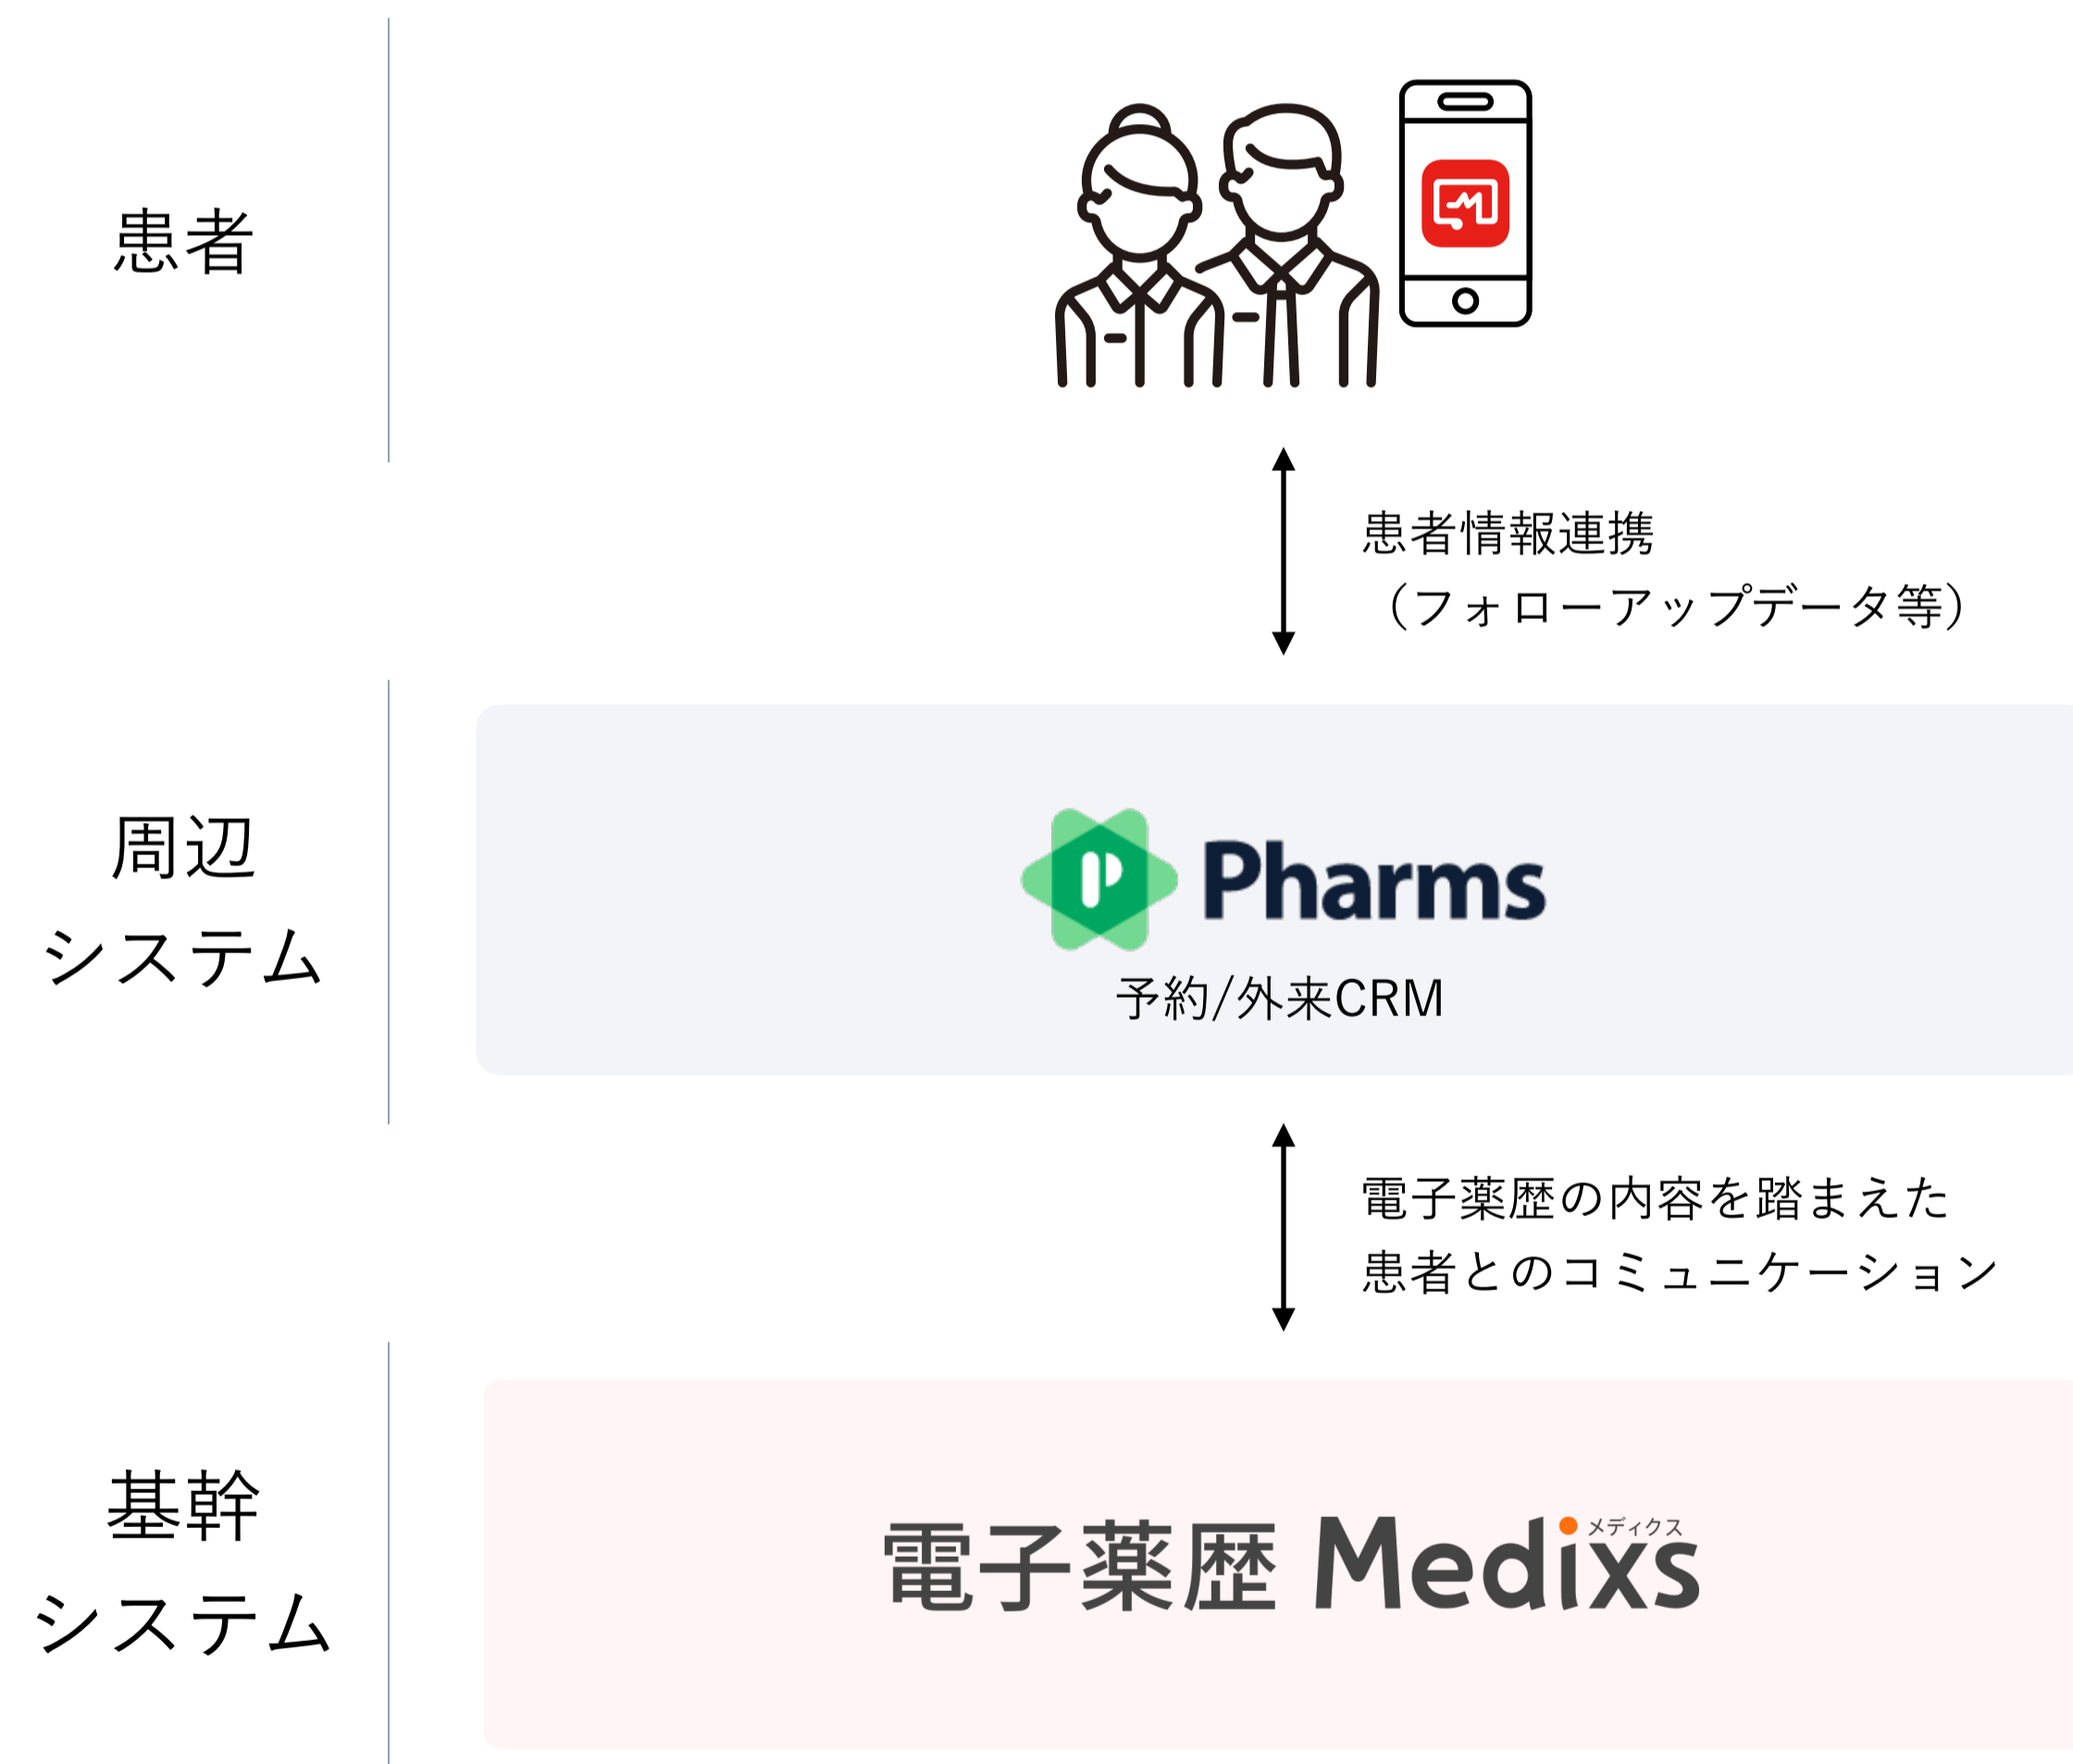 患者
患者情報連携
（フォローアップデータ等）
周辺
システム
Pharms
予約/外来CRM
電子薬歴の内容を踏まえた
患者とのコミュニケーション
基幹
システム
電子薬歴 Medixs
メディクス